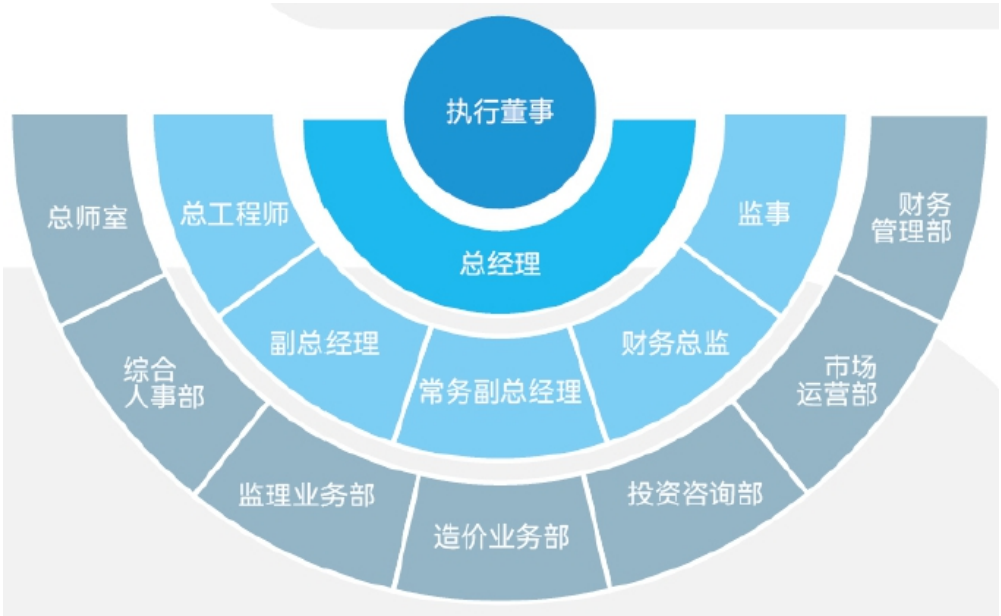 执行董事
总经理
总工程师
副总经理
常务副总经理
财务总监
监事
总师室
综合
人事部
监理业务部
造价业务部
投资咨询部
市场
运营部
财务
管理部